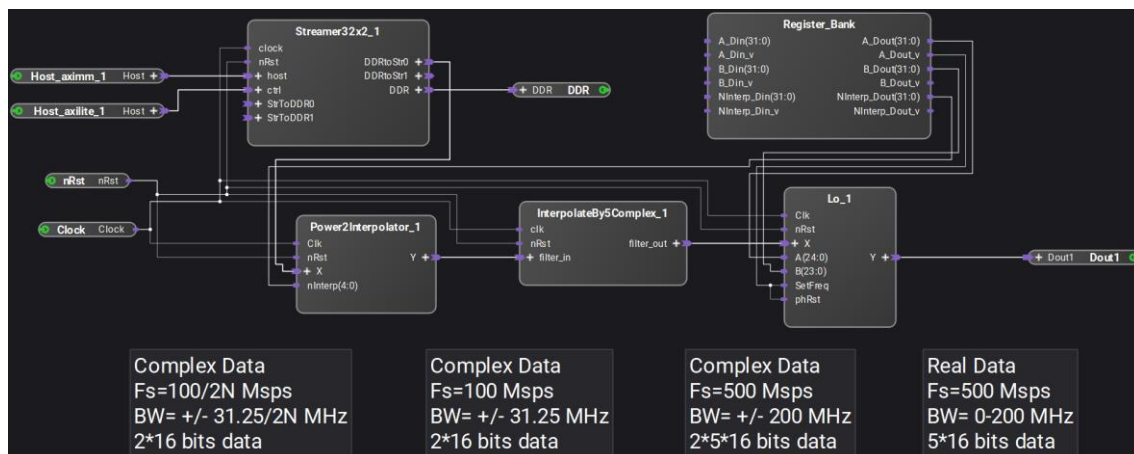 Streamer32x2_1
clock
nRst
+ host
+ ctrl
+ StrToDDR0
+ StrToDDR1
DDRtoStr0 +
DDRtoStr1 +
DDR +
Register_Bank
A_Din(31:0)
A_Din_v
B_Din(31:0)
B_Din_v
NInterp_Din(31:0)
NInterp_Din_v
A_Dout(31:0)
A_Dout_v
B_Dout(31:0)
B_Dout_v
NInterp_Dout(31:0)
NInterp_Dout_v
Host_aximm_1 Host +
Host_axilite_1 Host +
+ DDR DDR
nRst nRst
Clock Clock
Power2Interpolator_1
Clk
nRst
+ X
nInterp(4:0)
Y +
InterpolateBy5Complex_1
clk
nRst
+ filter_in
filter_out +
Lo_1
Clk
nRst
+ X
A(24:0)
B(23:0)
SetFreq
phRst
Y +
+ Dout1 Dout1
Complex Data
Fs=100/2N Msps
BW= +/- 31.25/2N MHz
2*16 bits data
Complex Data
Fs=100 Msps
BW= +/- 31.25 MHz
2*16 bits data
Complex Data
Fs=500 Msps
BW= +/- 200 MHz
2*5*16 bits data
Real Data
Fs=500 Msps
BW= 0-200 MHz
5*16 bits data